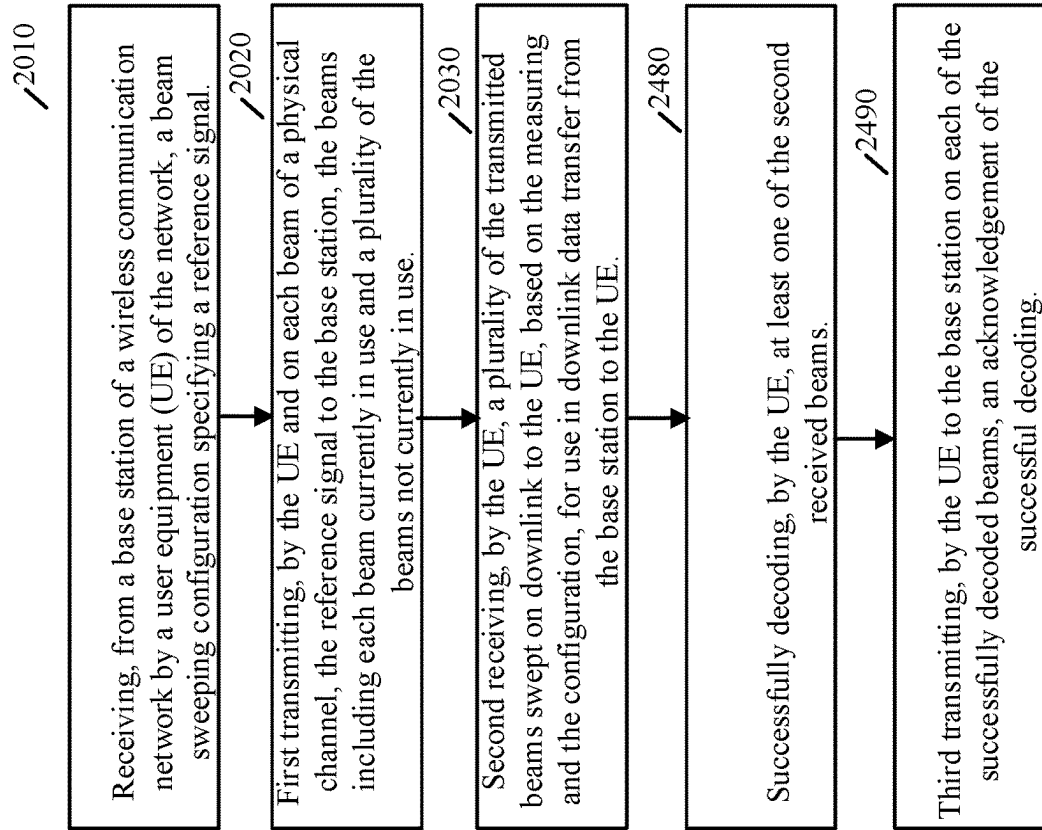 2010
Receiving, from a base station of a wireless communication
network by a user equipment (UE) of the network, a beam
sweeping configuration specifying a reference signal.
2020
First transmitting, by the UE and on each beam of a physical
channel, the reference signal to the base station, the beams
including each beam currently in use and a plurality of the
beams not currently in use.
2030
Second receiving, by the UE, a plurality of the transmitted
beams swept on downlink to the UE, based on the measuring
and the configuration, for use in downlink data transfer from
the base station to the UE.
2480
Successfully decoding, by the UE, at least one of the second
received beams.
2490
Third transmitting, by the UE to the base station on each of the
successfully decoded beams, an acknowledgement of the
successful decoding.